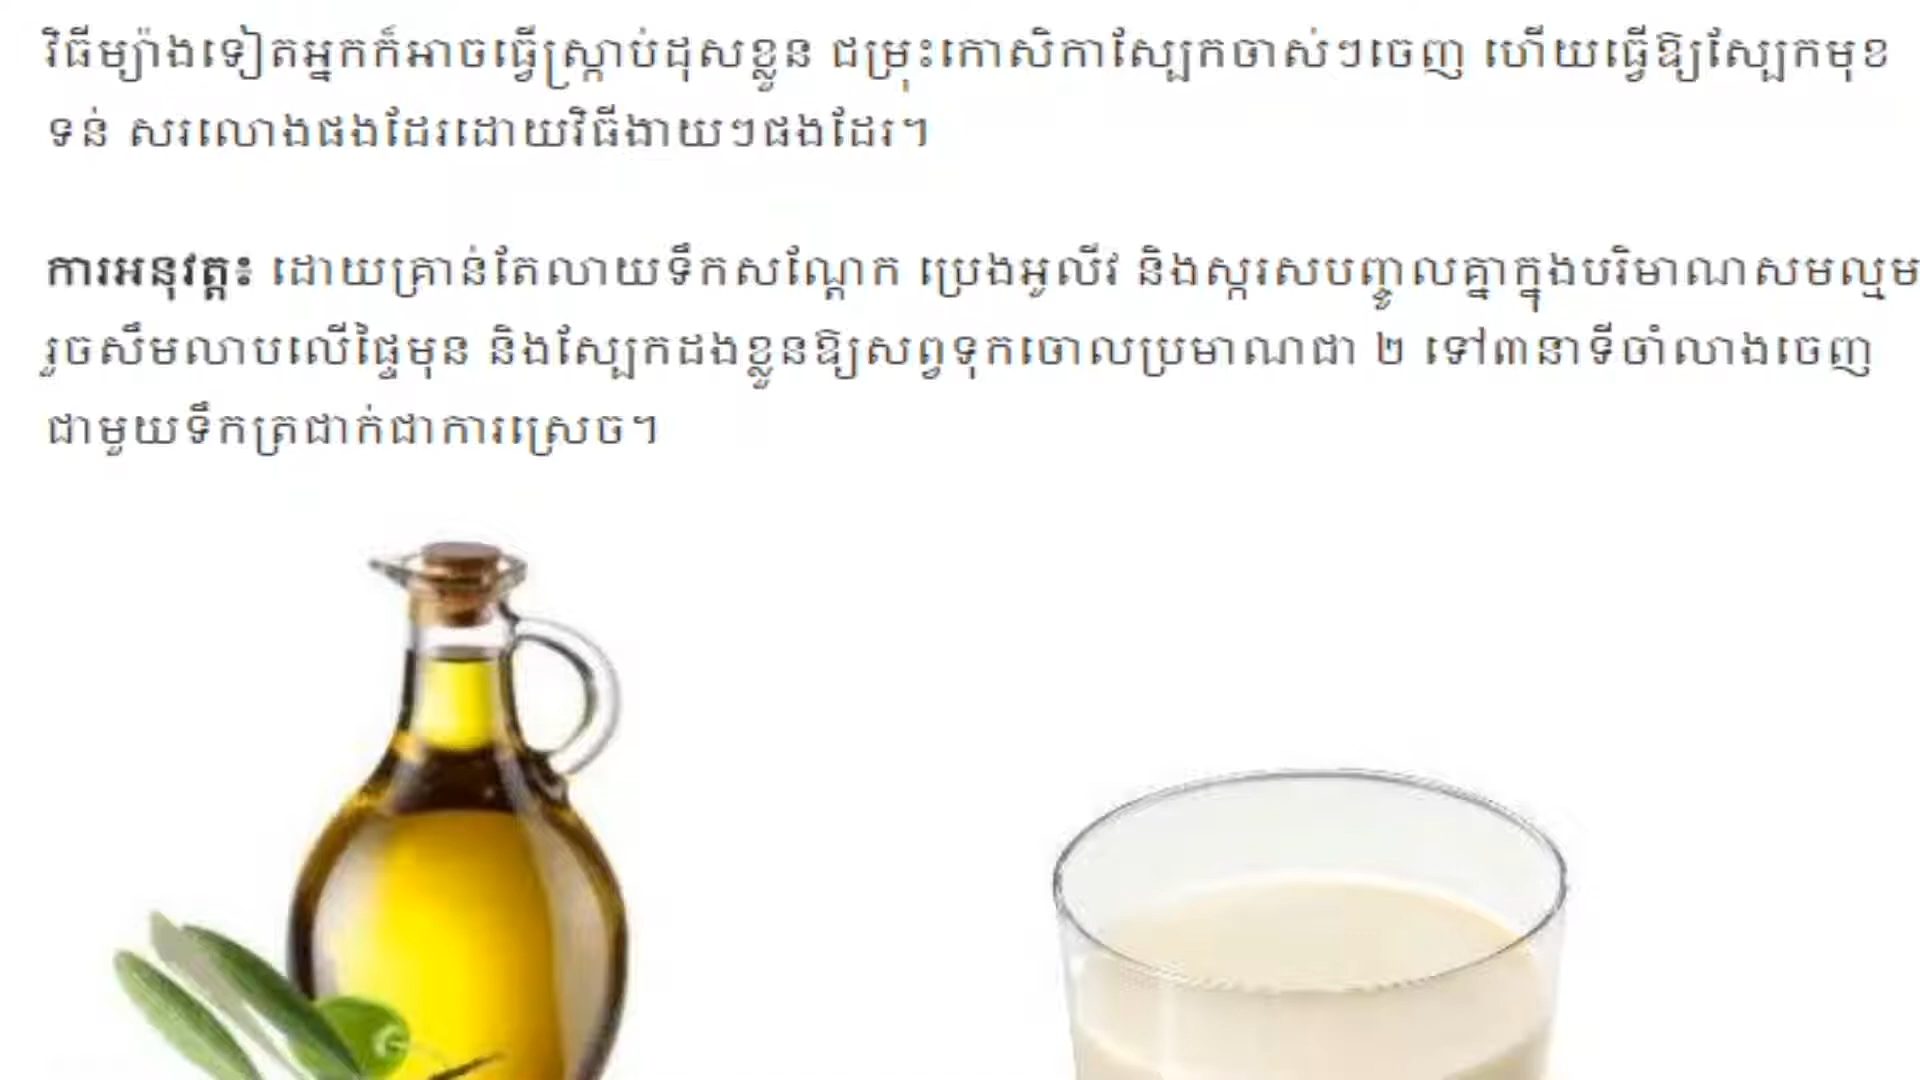 វិធីម្យ៉ាងទៀតអ្នកក៏អាចធ្វើស្ក្រាប់ដុសខ្លួន ជម្រុះកោសិកាស្បែកចាស់ៗចេញ ហើយធ្វើឱ្យស្បែកមុខ
ទន់ សរលោងផងដែរដោយវិធីងាយៗផងដែរ។
ការអនុវត្ត៖ ដោយគ្រាន់តែលាយទឹកសណ្ដែក ប្រេងអូលីវ និងស្ករសបញ្ចូលគ្នាក្នុងបរិមាណសមល្មម
រួចសឹមលាបលើផ្ទៃមុន និងស្បែកដងខ្លួនឱ្យសព្វទុកចោលប្រមាណជា ២ ទៅ៣នាទីចាំលាងចេញ
ជាមួយទឹកត្រជាក់ជាការស្រេច។